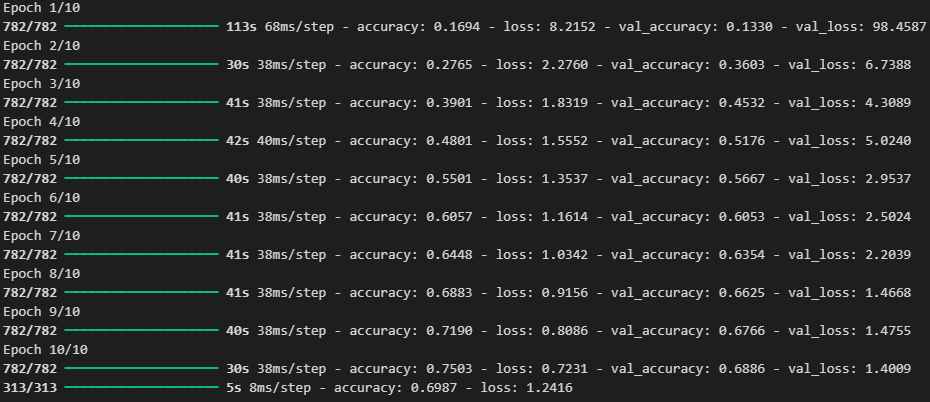 Epoch 1/10
782/782 ━━━━━━━━━━━━━━━━━━━━ 113s 68ms/step - accuracy: 0.1694 - loss: 8.2152 - val_accuracy: 0.1330 - val_loss: 98.4587
Epoch 2/10
782/782 ━━━━━━━━━━━━━━━━━━━━ 30s 38ms/step - accuracy: 0.2765 - loss: 2.2760 - val_accuracy: 0.3603 - val_loss: 6.7388
Epoch 3/10
782/782 ━━━━━━━━━━━━━━━━━━━━ 41s 38ms/step - accuracy: 0.3901 - loss: 1.8319 - val_accuracy: 0.4532 - val_loss: 4.3089
Epoch 4/10
782/782 ━━━━━━━━━━━━━━━━━━━━ 42s 40ms/step - accuracy: 0.4801 - loss: 1.5552 - val_accuracy: 0.5176 - val_loss: 5.0240
Epoch 5/10
782/782 ━━━━━━━━━━━━━━━━━━━━ 40s 38ms/step - accuracy: 0.5501 - loss: 1.3537 - val_accuracy: 0.5667 - val_loss: 2.9537
Epoch 6/10
782/782 ━━━━━━━━━━━━━━━━━━━━ 41s 38ms/step - accuracy: 0.6057 - loss: 1.1614 - val_accuracy: 0.6053 - val_loss: 2.5024
Epoch 7/10
782/782 ━━━━━━━━━━━━━━━━━━━━ 41s 38ms/step - accuracy: 0.6448 - loss: 1.0342 - val_accuracy: 0.6354 - val_loss: 2.2039
Epoch 8/10
782/782 ━━━━━━━━━━━━━━━━━━━━ 41s 38ms/step - accuracy: 0.6883 - loss: 0.9156 - val_accuracy: 0.6625 - val_loss: 1.4668
Epoch 9/10
782/782 ━━━━━━━━━━━━━━━━━━━━ 40s 38ms/step - accuracy: 0.7190 - loss: 0.8086 - val_accuracy: 0.6766 - val_loss: 1.4755
Epoch 10/10
782/782 ━━━━━━━━━━━━━━━━━━━━ 30s 38ms/step - accuracy: 0.7503 - loss: 0.7231 - val_accuracy: 0.6886 - val_loss: 1.4009
313/313 ━━━━━━━━━━━━━━━━━━━━ 5s 8ms/step - accuracy: 0.6987 - loss: 1.2416